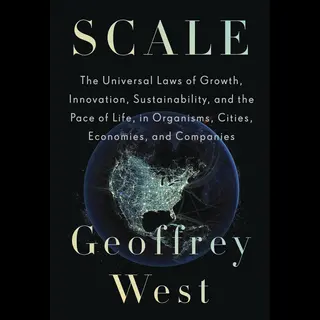 SCALE
The Universal Laws of Growth,
Innovation, Sustainability, and the
Pace of Life, in Organisms, Cities,
Economies, and Companies
Geoffrey
West